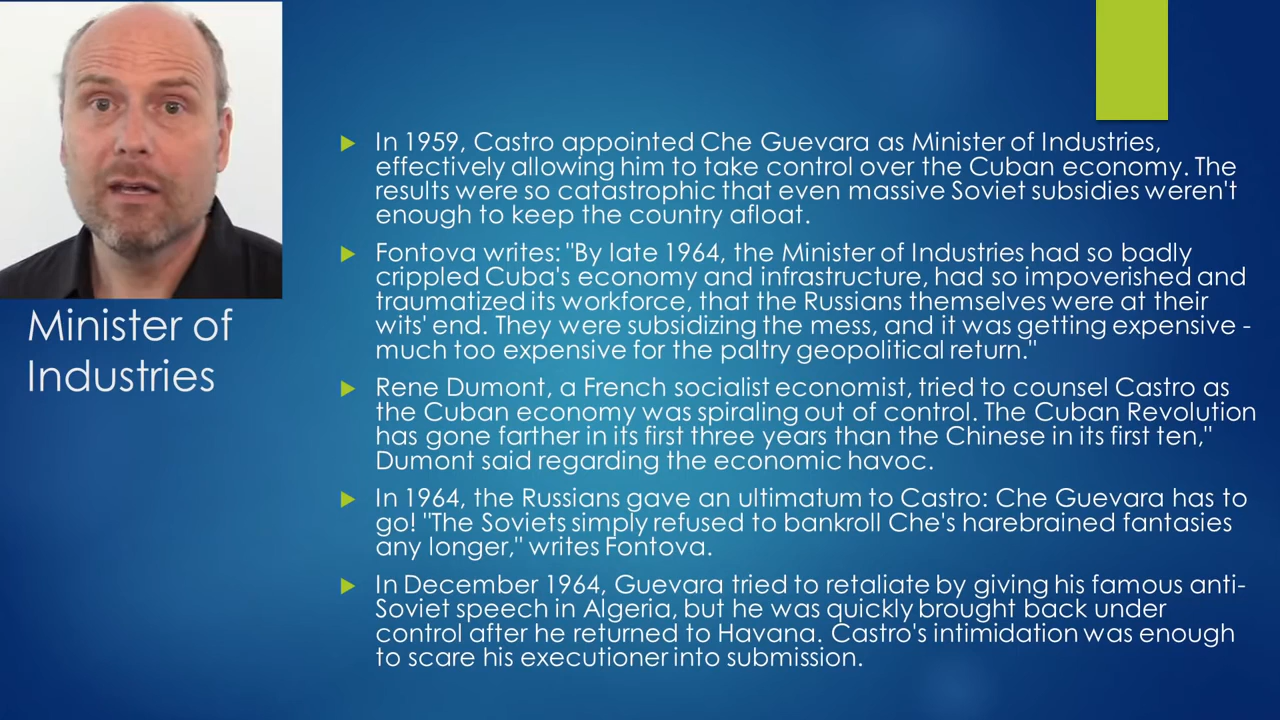 Minister of
Industries
In 1959, Castro appointed Che Guevara as Minister of Industries,
effectively allowing him to take control over the Cuban economy. The
results were so catastrophic that even massive Soviet subsidies weren't
enough to keep the country afloat.
Fontova writes: "By late 1964, the Minister of Industries had so badly
crippled Cuba's economy and infrastructure, had so impoverished and
traumatized its workforce, that the Russians themselves were at their
wits' end. They were subsidizing the mess, and it was getting expensive -
much too expensive for the paltry geopolitical return."
Rene Dumont, a French socialist economist, tried to counsel Castro as
the Cuban economy was spiraling out of control. The Cuban Revolution
has gone farther in its first three years than the Chinese in its first ten,"
Dumont said regarding the economic havoc.
In 1964, the Russians gave an ultimatum to Castro: Che Guevara has to
go! "The Soviets simply refused to bankroll Che's harebrained fantasies
any longer," writes Fontova.
In December 1964, Guevara tried to retaliate by giving his famous anti-
Soviet speech in Algeria, but he was quickly brought back under
control after he returned to Havana. Castro's intimidation was enough
to scare his executioner into submission.